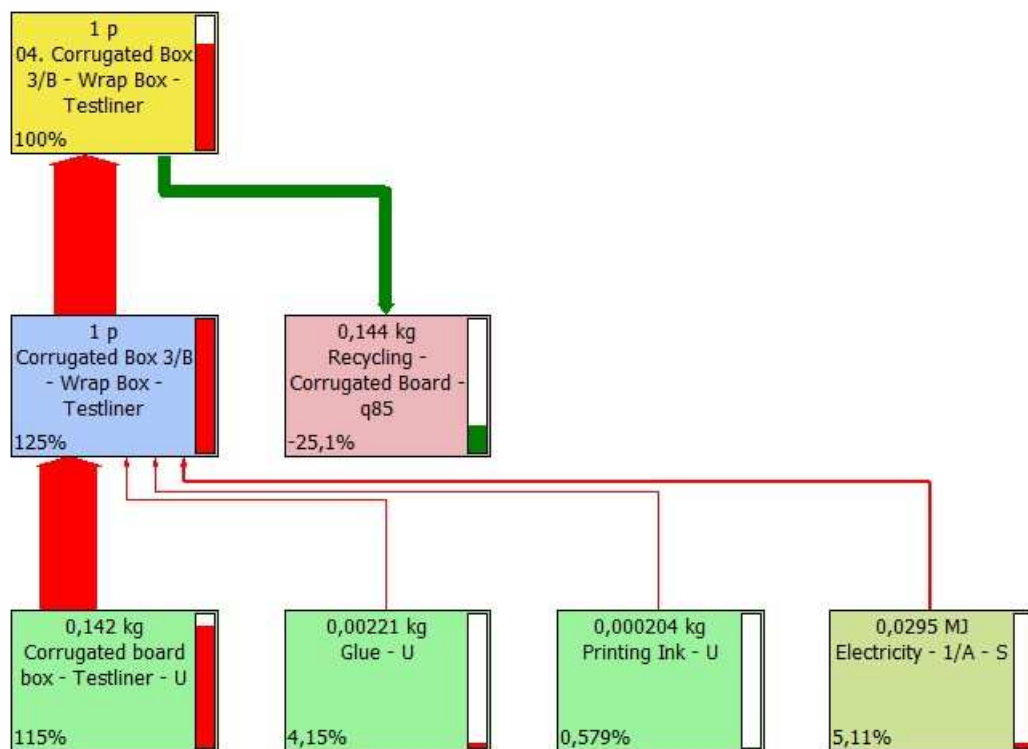 1 p
04. Corrugated Box
3/B - Wrap Box -
Testliner
100%
1 p
Corrugated Box 3/B
- Wrap Box -
Testliner
125%
0,144 kg
Recycling -
Corrugated Board -
q85
-25,1%
0,142 kg
Corrugated board
box - Testliner - U
115%
0,00221 kg
Glue - U
4,15%
0,000204 kg
Printing Ink - U
0,579%
0,0295 MJ
Electricity - 1/A - S
5,11%